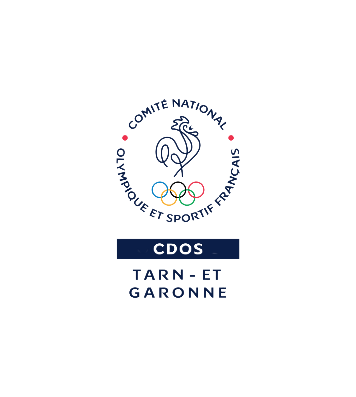 COMITÉ NATIONAL
OLYMPIQUE ET SPORTIF FRANÇAIS
CDOS
TARN-ET
GARONNE